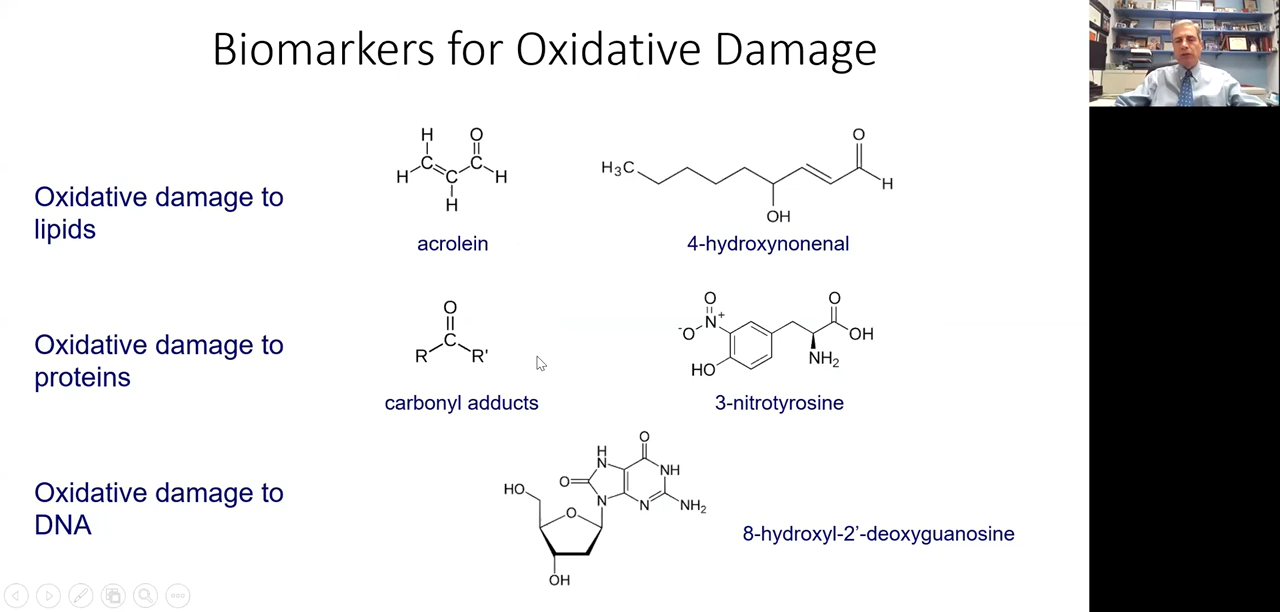 Biomarkers for Oxidative Damage
Oxidative damage to
lipids
H
O
C
C
H
C
H
H
acrolein
O
H₃C
H
OH
4-hydroxynonenal
Oxidative damage to
proteins
O
C
R
R'
carbonyl adducts
O
O
N⁺
⁻O
OH
NH₂
HO
3-nitrotyrosine
Oxidative damage to
DNA
O
H
N
NH
O
HO
N
N
NH₂
O
OH
8-hydroxyl-2’-deoxyguanosine